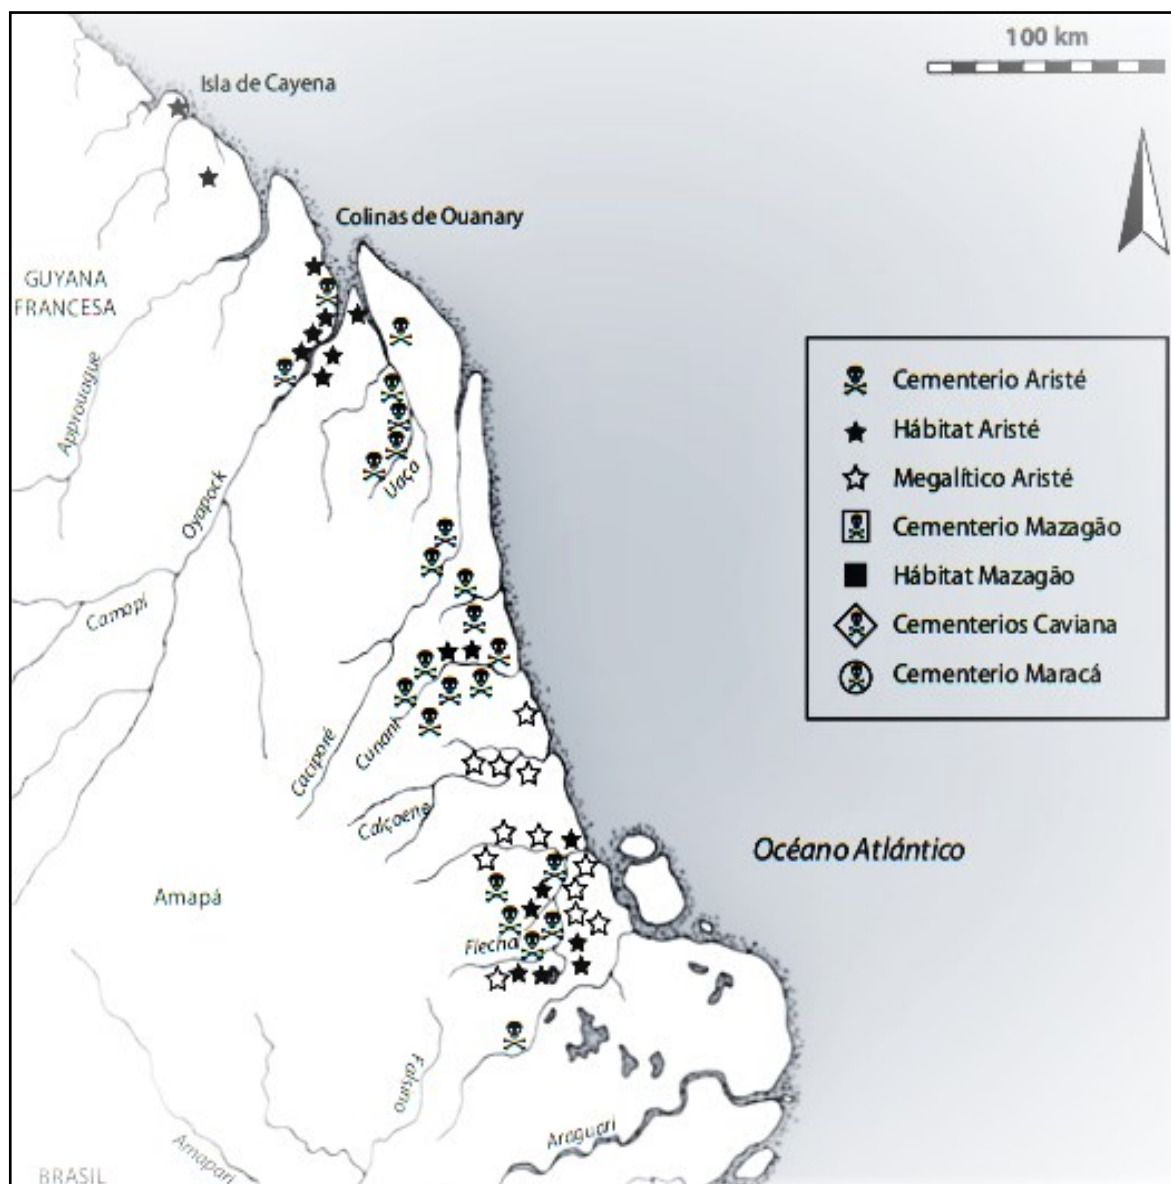 100 km
Isla de Cayena
Colinas de Ouanary
GUYANA
FRANCESA
Approuague
Oyapock
Uaça
Camopi
Caciporé
Cunani
Calçoene
Océano Atlántico
Amapá
Flecha
Falsino
Araguari
Amapari
BRASIL
Cementerio Aristé
Hábitat Aristé
Megalítico Aristé
Cementerio Mazagão
Hábitat Mazagão
Cementerios Caviana
Cementerio Maracá